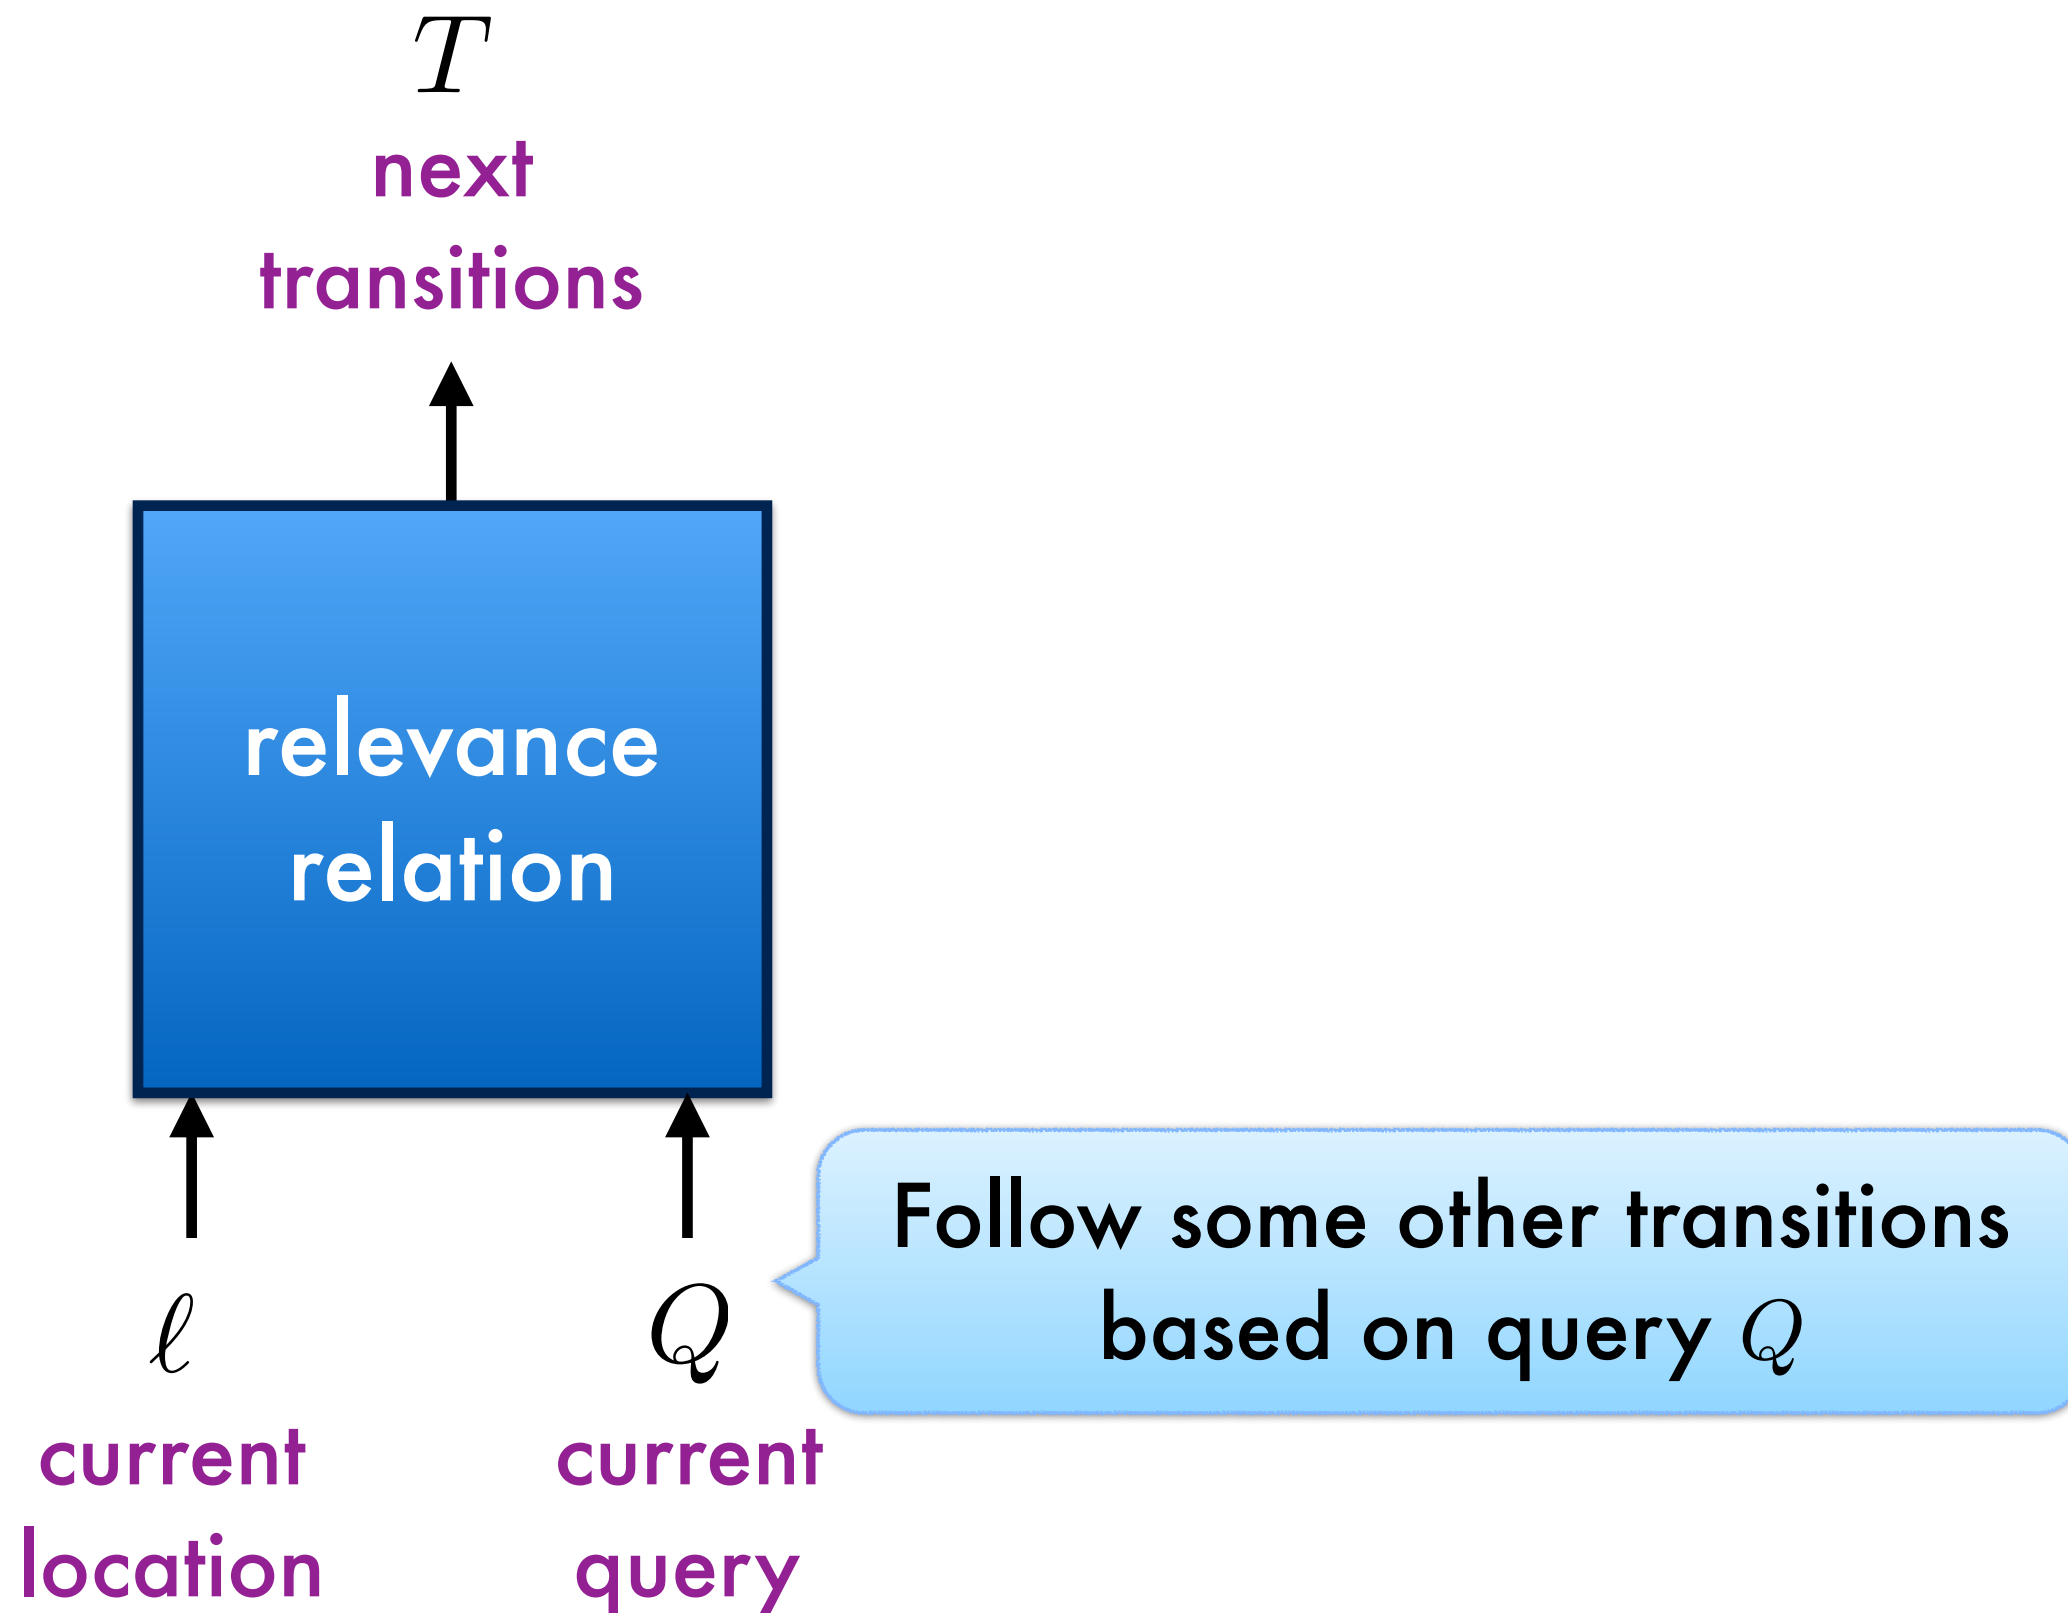 T
next
transitions
relevance
relation
ℓ
Q
current
location
current
query
Follow some other transitions
based on query Q